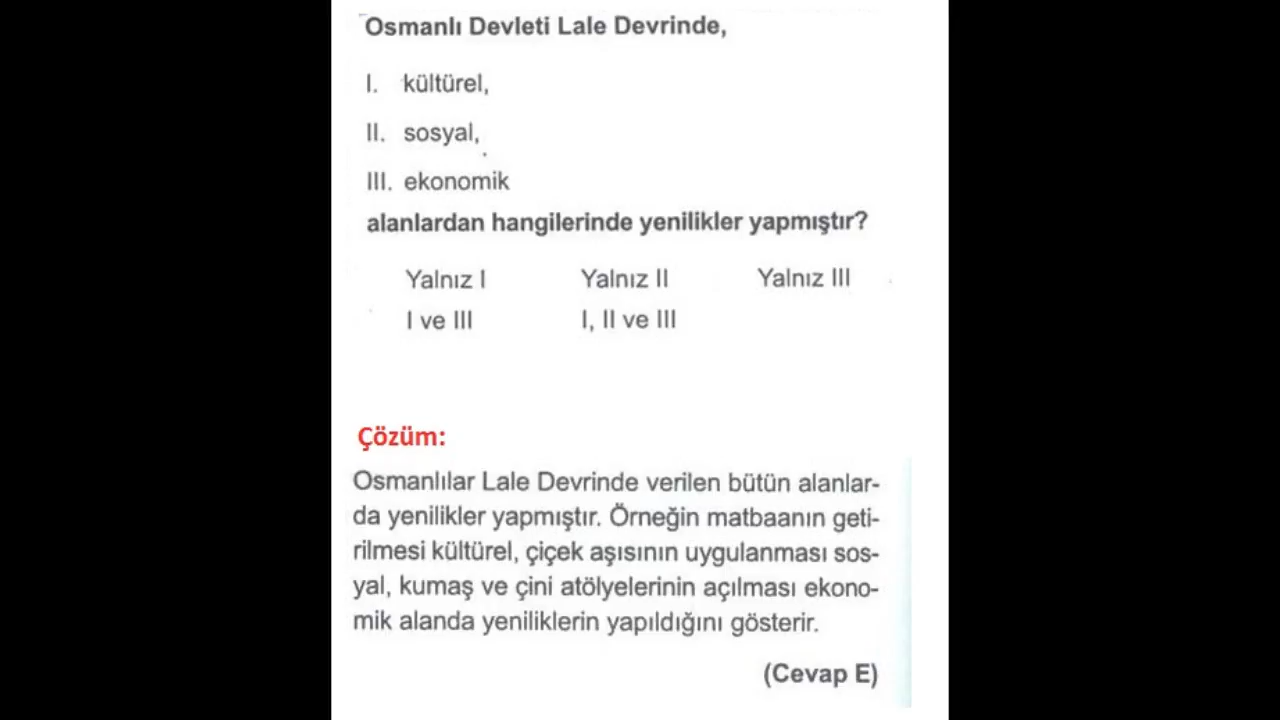 Osmanlı Devleti Lale Devrinde,
I. kültürel,
II. sosyal,
III. ekonomik
alanlardan hangilerinde yenilikler yapmıştır?
Yalnız I Yalnız II Yalnız III
I ve III I, II ve III
Çözüm:
Osmanlılar Lale Devrinde verilen bütün alanlar-
da yenilikler yapmıştır. Örneğin matbaanın geti-
rilmesi kültürel, çiçek aşısının uygulanması sos-
yal, kumaş ve çini atölyelerinin açılması ekono-
mik alanda yeniliklerin yapıldığını gösterir.
(Cevap E)